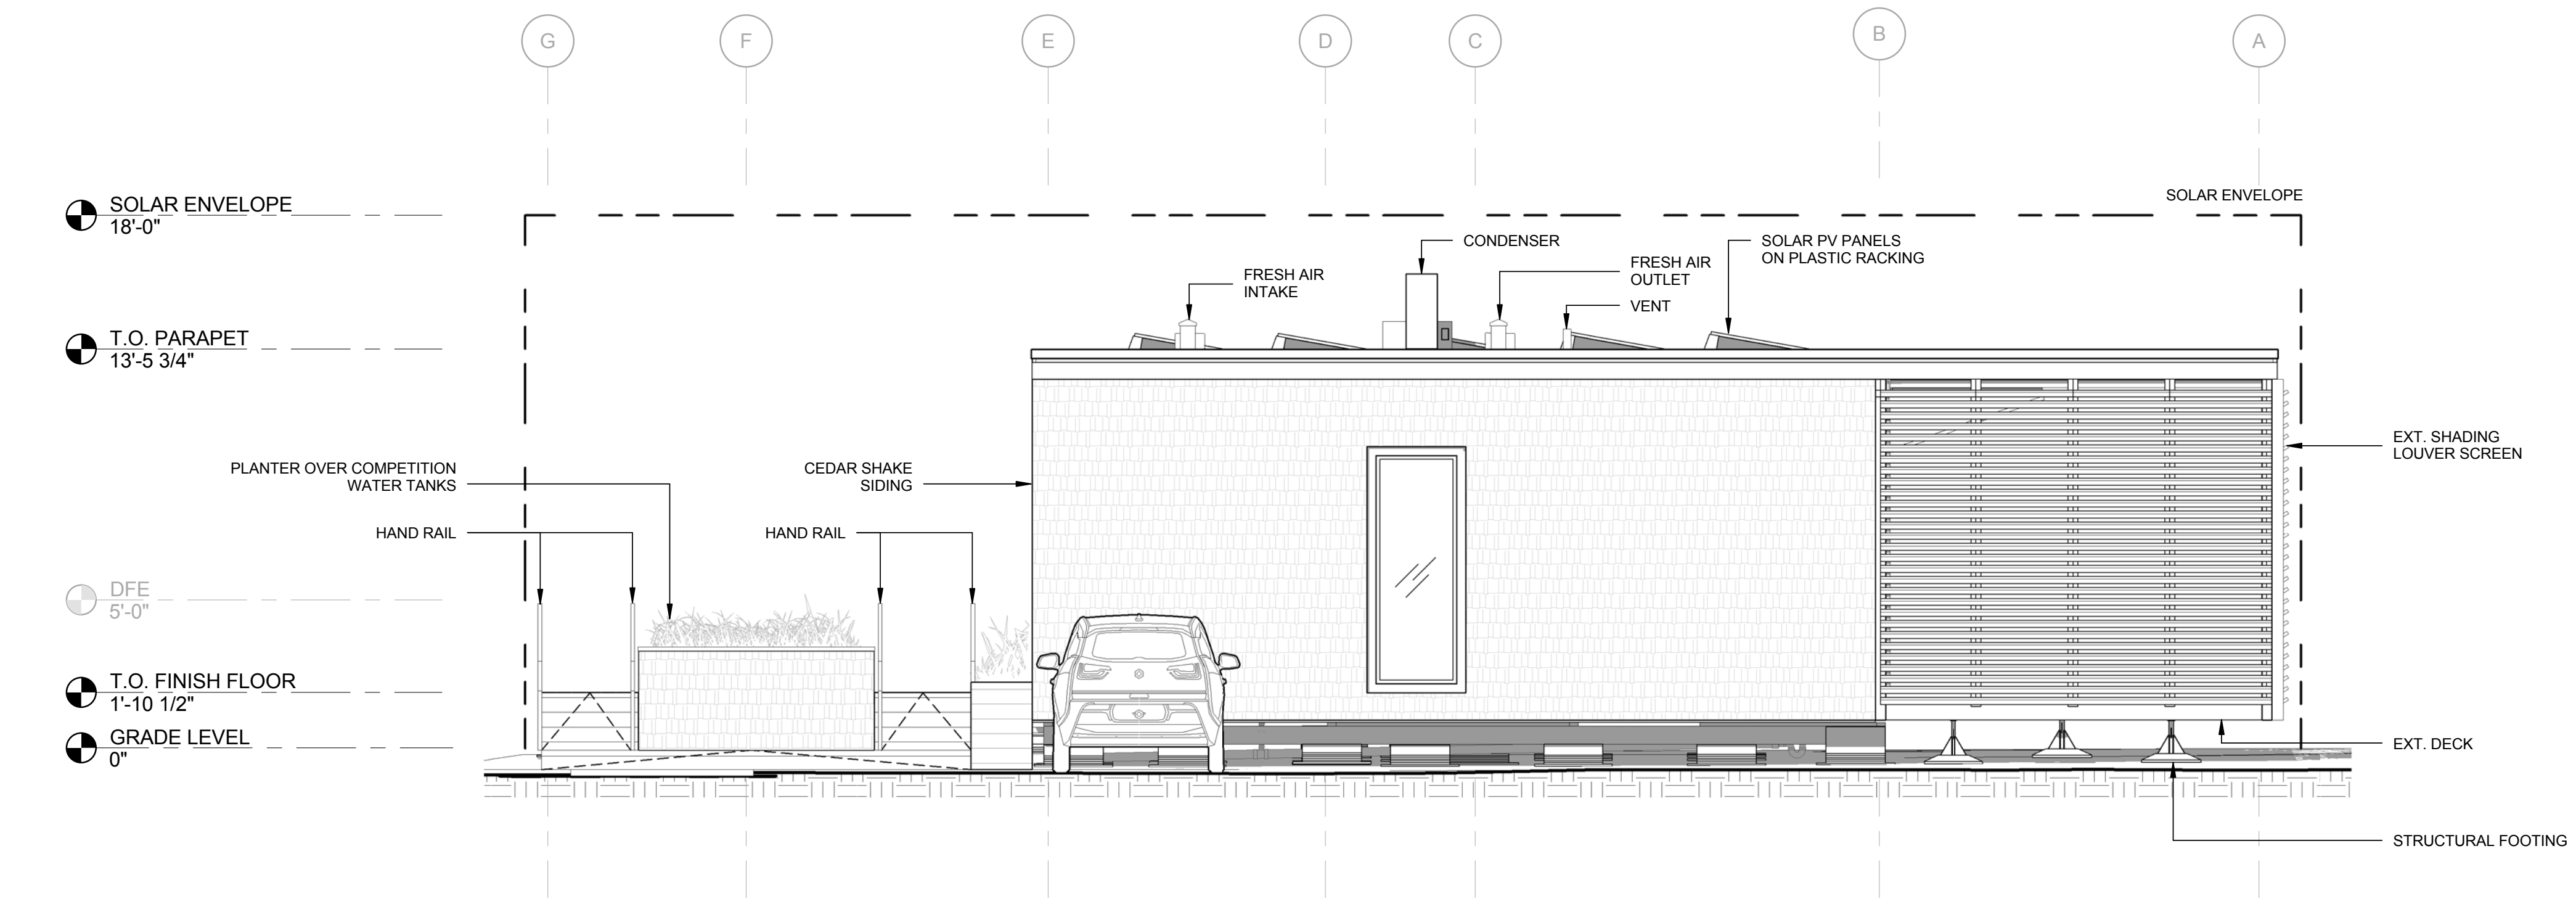 G
F
E
D
C
B
A
SOLAR ENVELOPE
18'-0"
SOLAR ENVELOPE
CONDENSER
SOLAR PV PANELS
ON PLASTIC RACKING
FRESH AIR
INTAKE
FRESH AIR
OUTLET
VENT
T.O. PARAPET
13'-5 3/4"
EXT. SHADING
LOUVER SCREEN
PLANTER OVER COMPETITION
WATER TANKS
CEDAR SHAKE
SIDING
HAND RAIL
HAND RAIL
DFE
5'-0"
T.O. FINISH FLOOR
1'-10 1/2"
GRADE LEVEL
0"
EXT. DECK
STRUCTURAL FOOTING